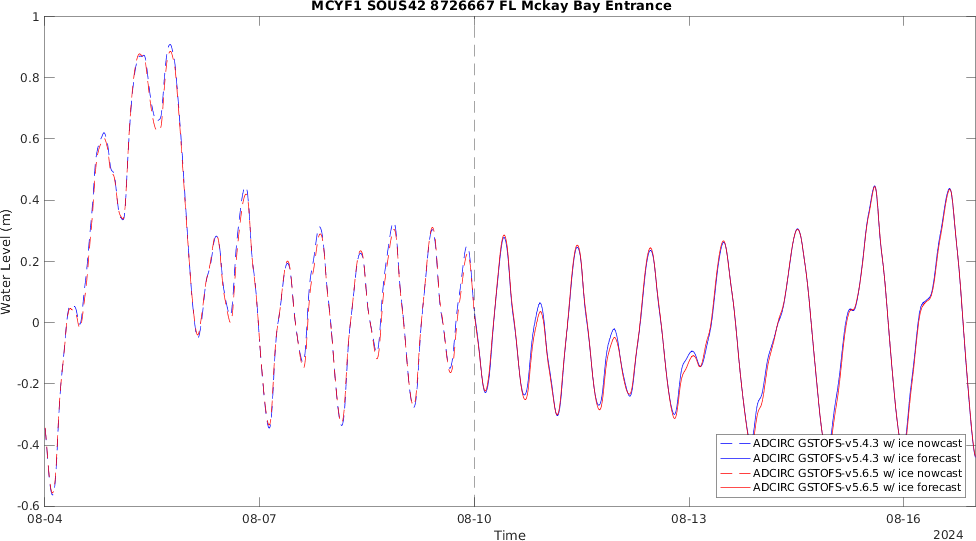 MCYF1 SOUS42 8726667 FL Mckay Bay Entrance
1
0.8
0.6
0.4
0.2
0
-0.2
-0.4
-0.6
Water Level (m)
08-04
08-07
08-10
08-13
08-16
Time
2024
ADCIRC GSTOFS-v5.4.3 w/ ice nowcast
ADCIRC GSTOFS-v5.4.3 w/ ice forecast
ADCIRC GSTOFS-v5.6.5 w/ ice nowcast
ADCIRC GSTOFS-v5.6.5 w/ ice forecast